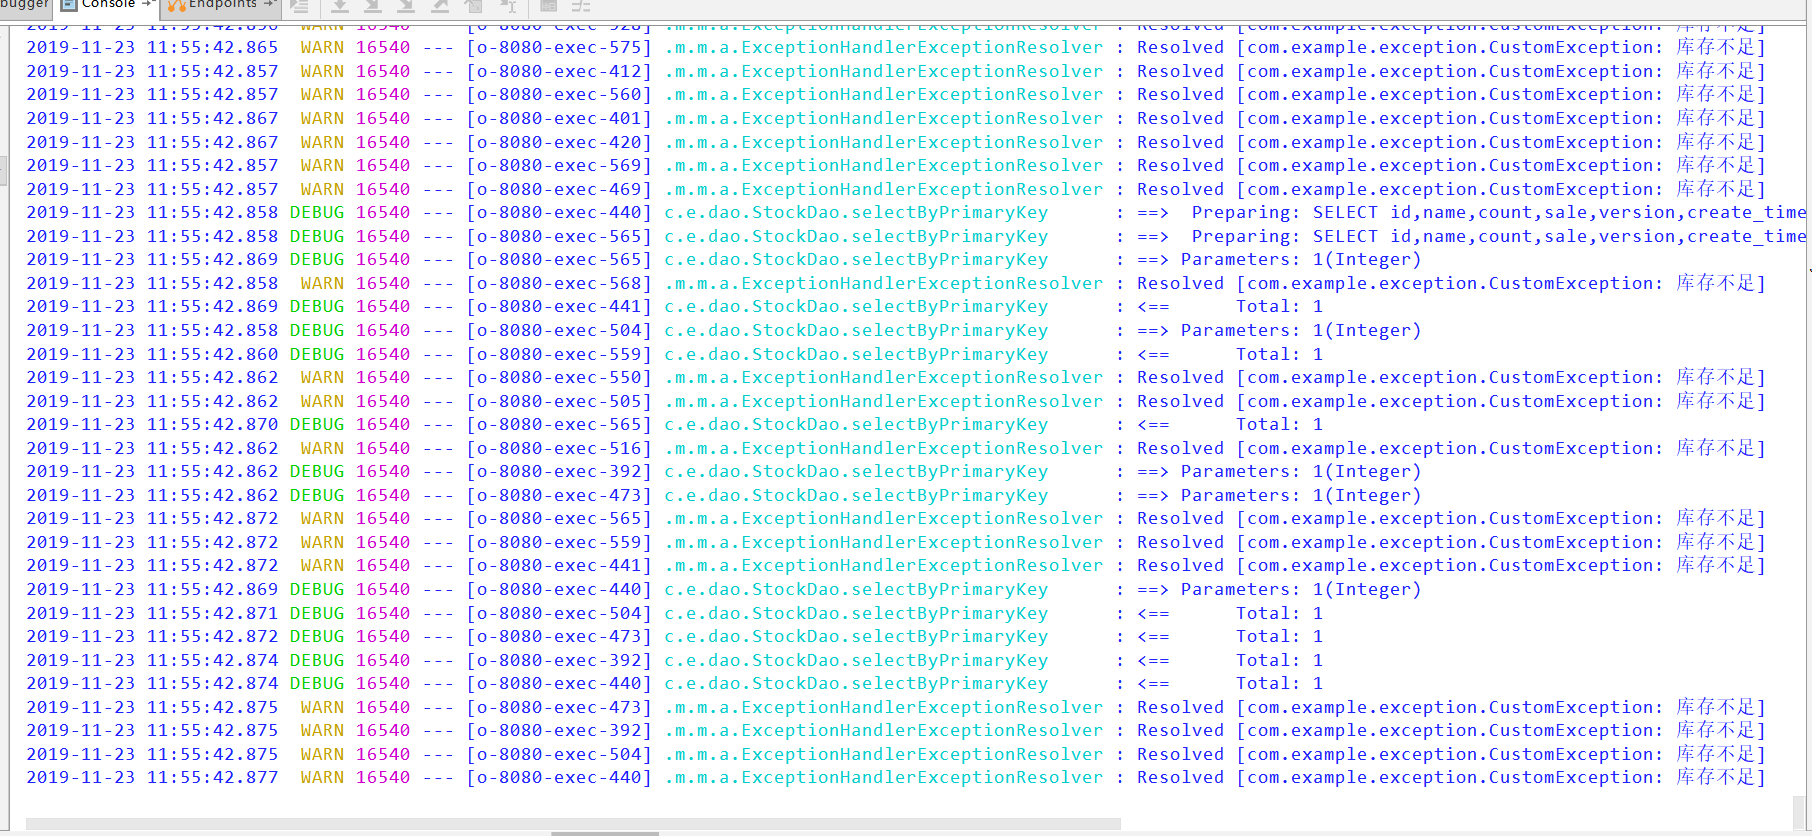 bugger Console Endpoints
2019-11-23 11:55:42.865 WARN 16540 --- [o-8080-exec-575] .m.m.a.ExceptionHandlerExceptionResolver : Resolved [com.example.exception.CustomException: 库存不足]
2019-11-23 11:55:42.857 WARN 16540 --- [o-8080-exec-412] .m.m.a.ExceptionHandlerExceptionResolver : Resolved [com.example.exception.CustomException: 库存不足]
2019-11-23 11:55:42.857 WARN 16540 --- [o-8080-exec-560] .m.m.a.ExceptionHandlerExceptionResolver : Resolved [com.example.exception.CustomException: 库存不足]
2019-11-23 11:55:42.867 WARN 16540 --- [o-8080-exec-401] .m.m.a.ExceptionHandlerExceptionResolver : Resolved [com.example.exception.CustomException: 库存不足]
2019-11-23 11:55:42.867 WARN 16540 --- [o-8080-exec-420] .m.m.a.ExceptionHandlerExceptionResolver : Resolved [com.example.exception.CustomException: 库存不足]
2019-11-23 11:55:42.857 WARN 16540 --- [o-8080-exec-569] .m.m.a.ExceptionHandlerExceptionResolver : Resolved [com.example.exception.CustomException: 库存不足]
2019-11-23 11:55:42.857 WARN 16540 --- [o-8080-exec-469] .m.m.a.ExceptionHandlerExceptionResolver : Resolved [com.example.exception.CustomException: 库存不足]
2019-11-23 11:55:42.858 DEBUG 16540 --- [o-8080-exec-440] c.e.dao.StockDao.selectByPrimaryKey : ==> Preparing: SELECT id,name,count,sale,version,create_time
2019-11-23 11:55:42.858 DEBUG 16540 --- [o-8080-exec-565] c.e.dao.StockDao.selectByPrimaryKey : ==> Preparing: SELECT id,name,count,sale,version,create_time
2019-11-23 11:55:42.869 DEBUG 16540 --- [o-8080-exec-565] c.e.dao.StockDao.selectByPrimaryKey : ==> Parameters: 1(Integer)
2019-11-23 11:55:42.858 WARN 16540 --- [o-8080-exec-568] .m.m.a.ExceptionHandlerExceptionResolver : Resolved [com.example.exception.CustomException: 库存不足]
2019-11-23 11:55:42.869 DEBUG 16540 --- [o-8080-exec-441] c.e.dao.StockDao.selectByPrimaryKey : <== Total: 1
2019-11-23 11:55:42.858 DEBUG 16540 --- [o-8080-exec-504] c.e.dao.StockDao.selectByPrimaryKey : ==> Parameters: 1(Integer)
2019-11-23 11:55:42.860 DEBUG 16540 --- [o-8080-exec-559] c.e.dao.StockDao.selectByPrimaryKey : <== Total: 1
2019-11-23 11:55:42.862 WARN 16540 --- [o-8080-exec-550] .m.m.a.ExceptionHandlerExceptionResolver : Resolved [com.example.exception.CustomException: 库存不足]
2019-11-23 11:55:42.862 WARN 16540 --- [o-8080-exec-505] .m.m.a.ExceptionHandlerExceptionResolver : Resolved [com.example.exception.CustomException: 库存不足]
2019-11-23 11:55:42.870 DEBUG 16540 --- [o-8080-exec-565] c.e.dao.StockDao.selectByPrimaryKey : <== Total: 1
2019-11-23 11:55:42.862 WARN 16540 --- [o-8080-exec-516] .m.m.a.ExceptionHandlerExceptionResolver : Resolved [com.example.exception.CustomException: 库存不足]
2019-11-23 11:55:42.862 DEBUG 16540 --- [o-8080-exec-392] c.e.dao.StockDao.selectByPrimaryKey : ==> Parameters: 1(Integer)
2019-11-23 11:55:42.862 DEBUG 16540 --- [o-8080-exec-473] c.e.dao.StockDao.selectByPrimaryKey : ==> Parameters: 1(Integer)
2019-11-23 11:55:42.872 WARN 16540 --- [o-8080-exec-565] .m.m.a.ExceptionHandlerExceptionResolver : Resolved [com.example.exception.CustomException: 库存不足]
2019-11-23 11:55:42.872 WARN 16540 --- [o-8080-exec-559] .m.m.a.ExceptionHandlerExceptionResolver : Resolved [com.example.exception.CustomException: 库存不足]
2019-11-23 11:55:42.872 WARN 16540 --- [o-8080-exec-441] .m.m.a.ExceptionHandlerExceptionResolver : Resolved [com.example.exception.CustomException: 库存不足]
2019-11-23 11:55:42.869 DEBUG 16540 --- [o-8080-exec-440] c.e.dao.StockDao.selectByPrimaryKey : ==> Parameters: 1(Integer)
2019-11-23 11:55:42.871 DEBUG 16540 --- [o-8080-exec-504] c.e.dao.StockDao.selectByPrimaryKey : <== Total: 1
2019-11-23 11:55:42.872 DEBUG 16540 --- [o-8080-exec-473] c.e.dao.StockDao.selectByPrimaryKey : <== Total: 1
2019-11-23 11:55:42.874 DEBUG 16540 --- [o-8080-exec-392] c.e.dao.StockDao.selectByPrimaryKey : <== Total: 1
2019-11-23 11:55:42.874 DEBUG 16540 --- [o-8080-exec-440] c.e.dao.StockDao.selectByPrimaryKey : <== Total: 1
2019-11-23 11:55:42.875 WARN 16540 --- [o-8080-exec-473] .m.m.a.ExceptionHandlerExceptionResolver : Resolved [com.example.exception.CustomException: 库存不足]
2019-11-23 11:55:42.875 WARN 16540 --- [o-8080-exec-392] .m.m.a.ExceptionHandlerExceptionResolver : Resolved [com.example.exception.CustomException: 库存不足]
2019-11-23 11:55:42.875 WARN 16540 --- [o-8080-exec-504] .m.m.a.ExceptionHandlerExceptionResolver : Resolved [com.example.exception.CustomException: 库存不足]
2019-11-23 11:55:42.877 WARN 16540 --- [o-8080-exec-440] .m.m.a.ExceptionHandlerExceptionResolver : Resolved [com.example.exception.CustomException: 库存不足]